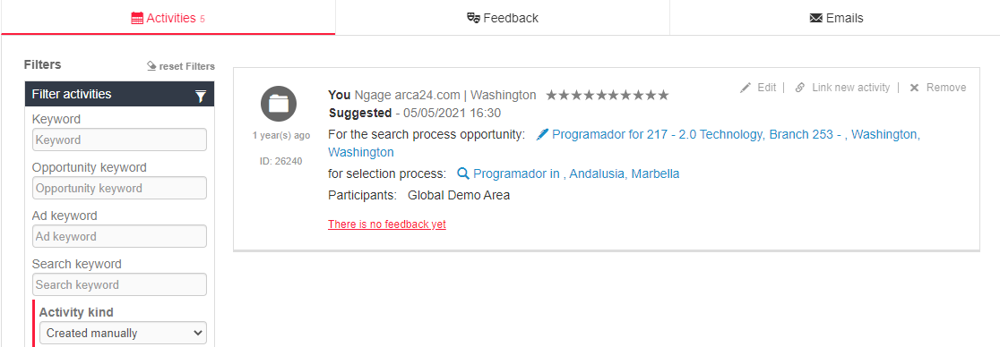 Activities 5
Feedback
Emails
Filters
reset Filters
Filter activities
Keyword
Keyword
Opportunity keyword
Opportunity keyword
Ad keyword
Ad keyword
Search keyword
Search keyword
Activity kind
Created manually
1 year(s) ago
ID: 26240
You Ngage arca24.com | Washington ★★★★★★★★★★
Edit | Link new activity | Remove
Suggested - 05/05/2021 16:30
For the search process opportunity: Programador for 217 - 2.0 Technology, Branch 253 - , Washington,
Washington
for selection process: Programador in , Andalusia, Marbella
Participants: Global Demo Area
There is no feedback yet